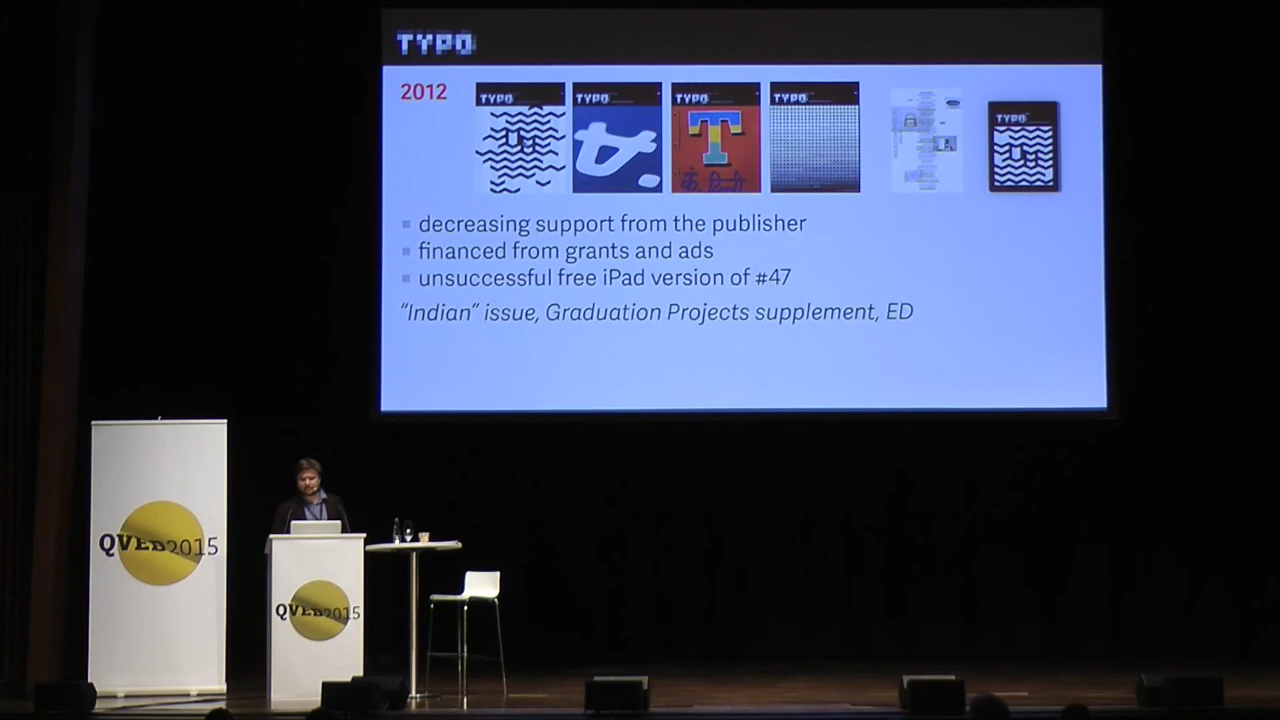 TYPO
2012
TYPO TYPO TYPO TYPO
TYPO
▪ decreasing support from the publisher
▪ financed from grants and ads
▪ unsuccessful free iPad version of #47
“Indian” issue, Graduation Projects supplement, ED
QVED2015
QVED2015